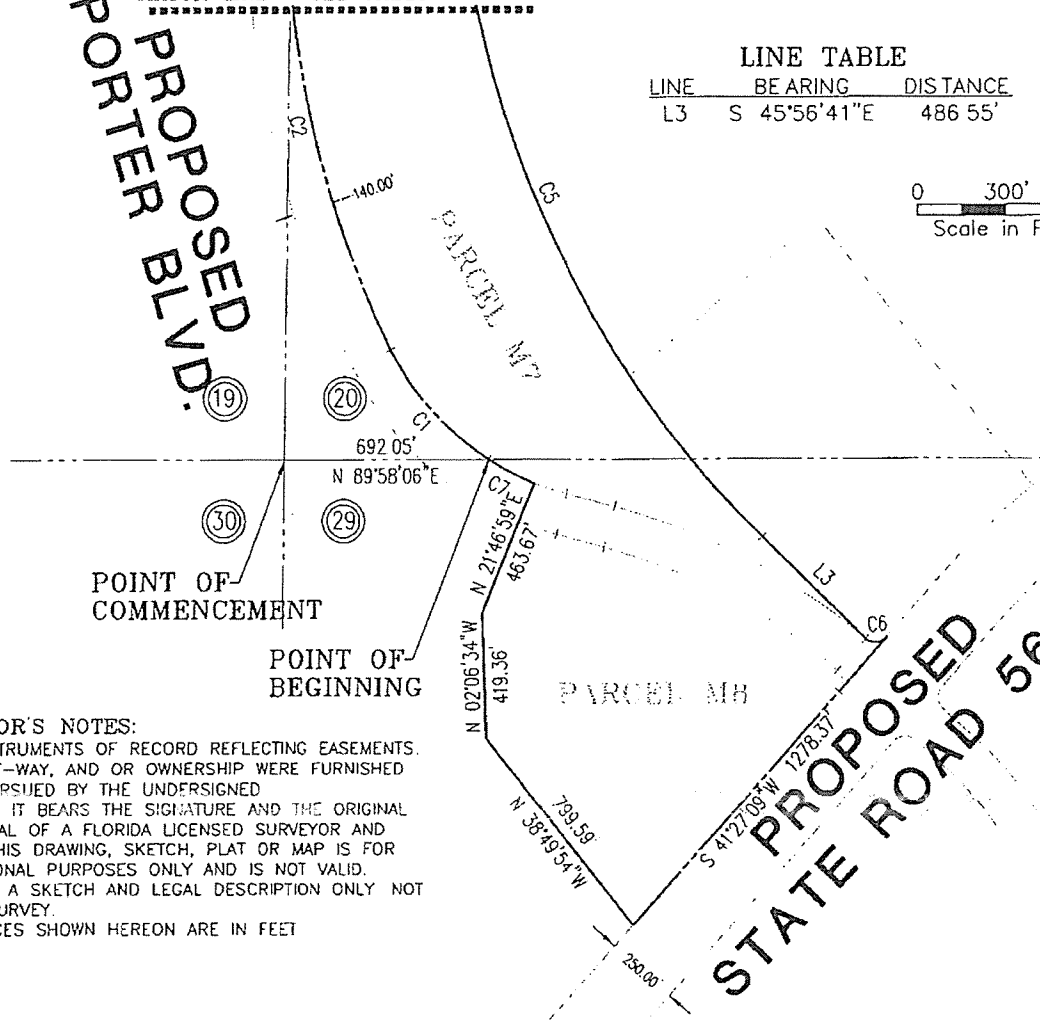 PROPOSED
PORTER BLVD.
LINE TABLE
LINE BEARING DISTANCE
L3 S 45°56'41"E 486 55'
0 300'
Scale in F
C2
140.00'
C5
PARCEL M7
19
20
C1
692 05'
N 89°58'06"E
C7
30
29
N 21°46'59"E
463.67'
POINT OF
COMMENCEMENT
L3
C6
N 02°06'34"W
419.36'
POINT OF
BEGINNING
PARCEL M8
S 41°27'09"W 1278.37'
PROPOSED
STATE ROAD 56
799.59'
N 38°49'54"W
250.00'
OR'S NOTES:
TRUMENTS OF RECORD REFLECTING EASEMENTS.
-WAY, AND OR OWNERSHIP WERE FURNISHED
RSUED BY THE UNDERSIGNED
IT BEARS THE SIGNATURE AND THE ORIGINAL
AL OF A FLORIDA LICENSED SURVEYOR AND
HIS DRAWING, SKETCH, PLAT OR MAP IS FOR
ONAL PURPOSES ONLY AND IS NOT VALID.
A SKETCH AND LEGAL DESCRIPTION ONLY NOT
URVEY.
CES SHOWN HEREON ARE IN FEET